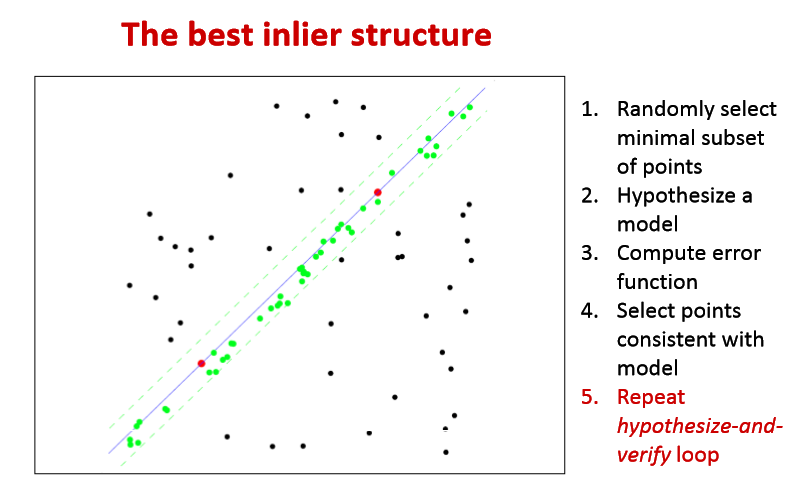 The best inlier structure
1. Randomly select
minimal subset
of points
2. Hypothesize a
model
3. Compute error
function
4. Select points
consistent with
model
5. Repeat
hypothesize-and-
verify loop